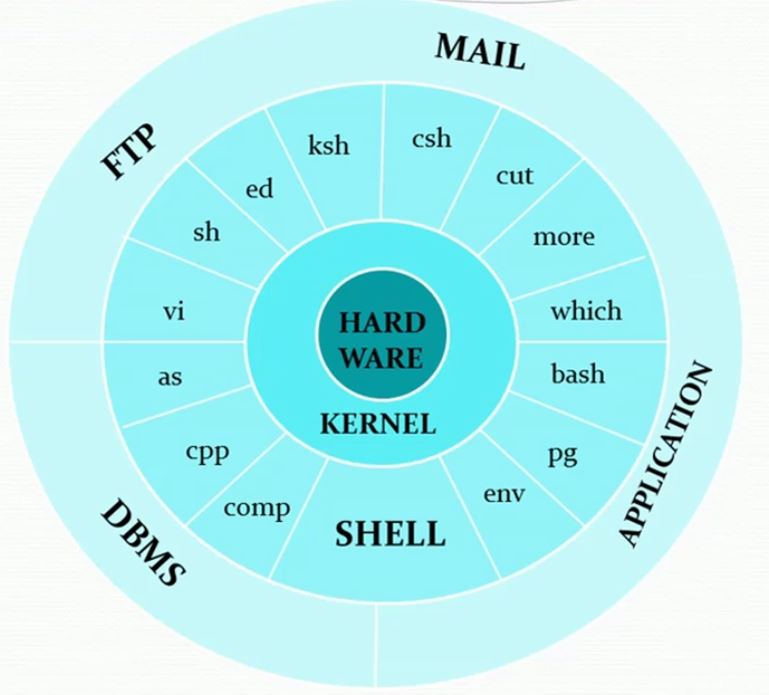 MAIL
FTP
ksh
csh
ed
cut
sh
more
vi
which
HARD
WARE
as
bash
KERNEL
cpp
pg
comp
env
SHELL
DBMS
APPLICATION